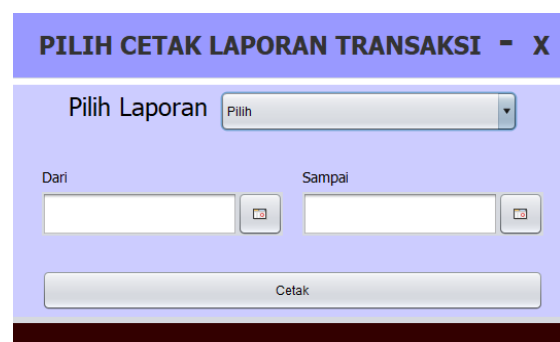 PILIH CETAK LAPORAN TRANSAKSI - X
Pilih Laporan Pilih
Dari Sampai
Cetak